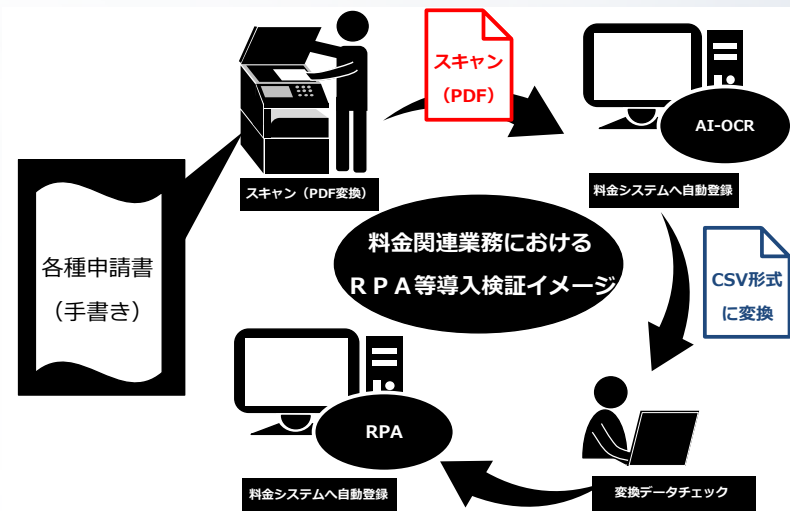 各種申請書
（手書き）
スキャン（PDF変換）
スキャン
（PDF）
AI-OCR
料金システムへ自動登録
料金関連業務における
ＲＰＡ等導入検証イメージ
CSV形式
に変換
変換データチェック
RPA
料金システムへ自動登録